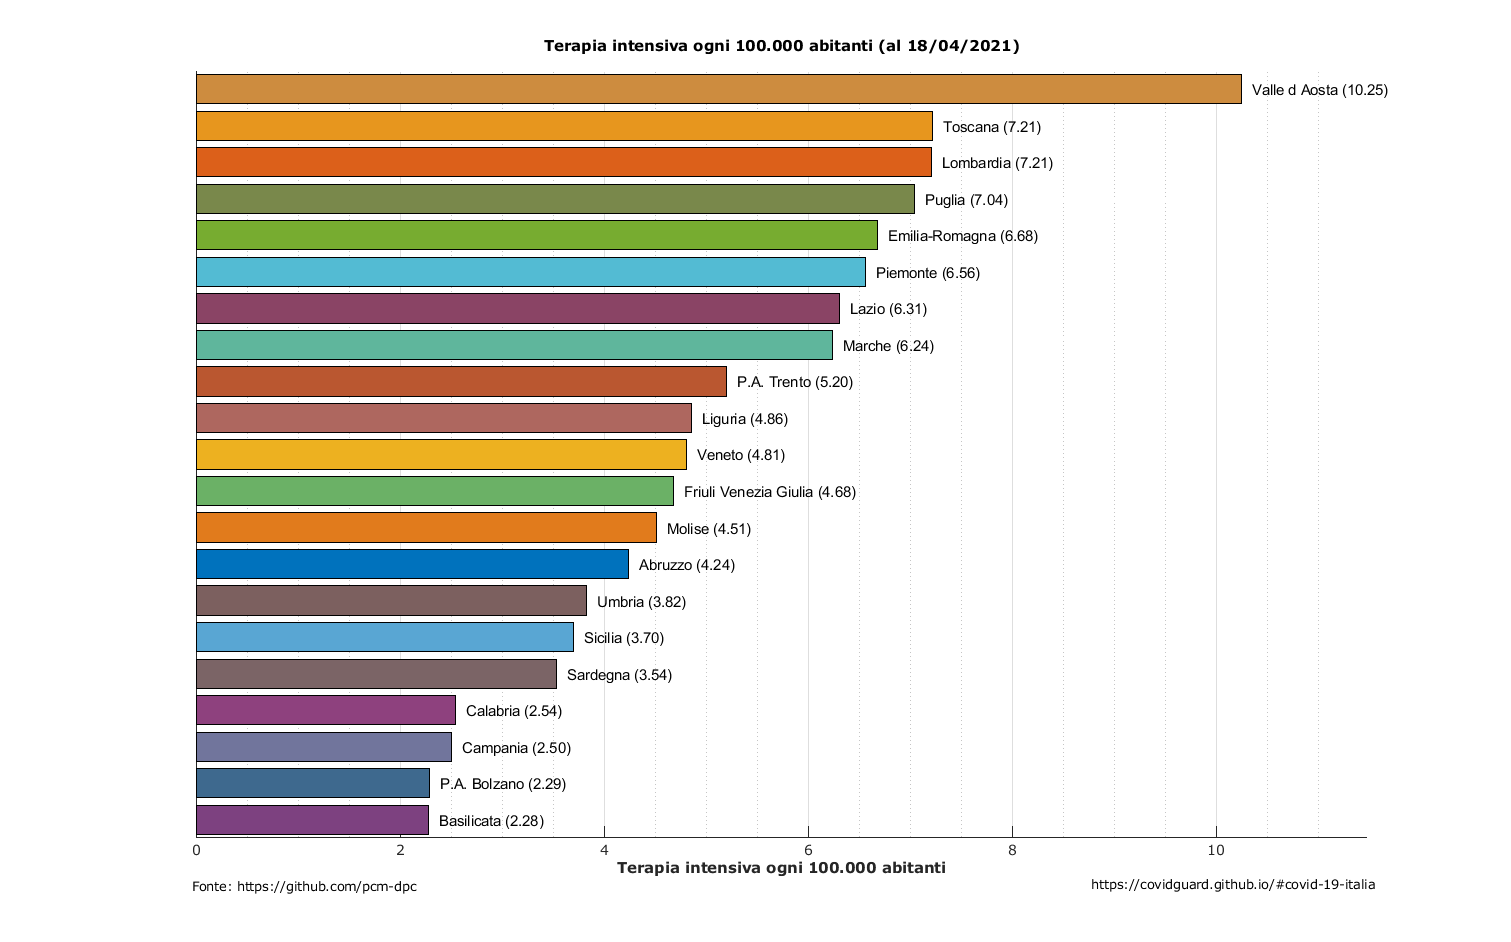 Terapia intensiva ogni 100.000 abitanti (al 18/04/2021)
Valle d Aosta (10.25)
Toscana (7.21)
Lombardia (7.21)
Puglia (7.04)
Emilia-Romagna (6.68)
Piemonte (6.56)
Lazio (6.31)
Marche (6.24)
P.A. Trento (5.20)
Liguria (4.86)
Veneto (4.81)
Friuli Venezia Giulia (4.68)
Molise (4.51)
Abruzzo (4.24)
Umbria (3.82)
Sicilia (3.70)
Sardegna (3.54)
Calabria (2.54)
Campania (2.50)
P.A. Bolzano (2.29)
Basilicata (2.28)
0 2 4 6 8 10
Terapia intensiva ogni 100.000 abitanti
Fonte: https://github.com/pcm-dpc
https://covidguard.github.io/#covid-19-italia